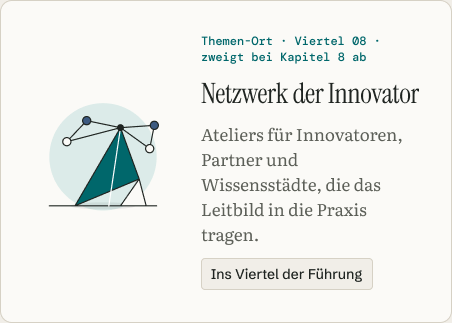 Themen-Ort · Viertel 08 ·
zweigt bei Kapitel 8 ab
Netzwerk der Innovator
Ateliers für Innovatoren,
Partner und
Wissensstädte, die das
Leitbild in die Praxis
tragen.
Ins Viertel der Führung